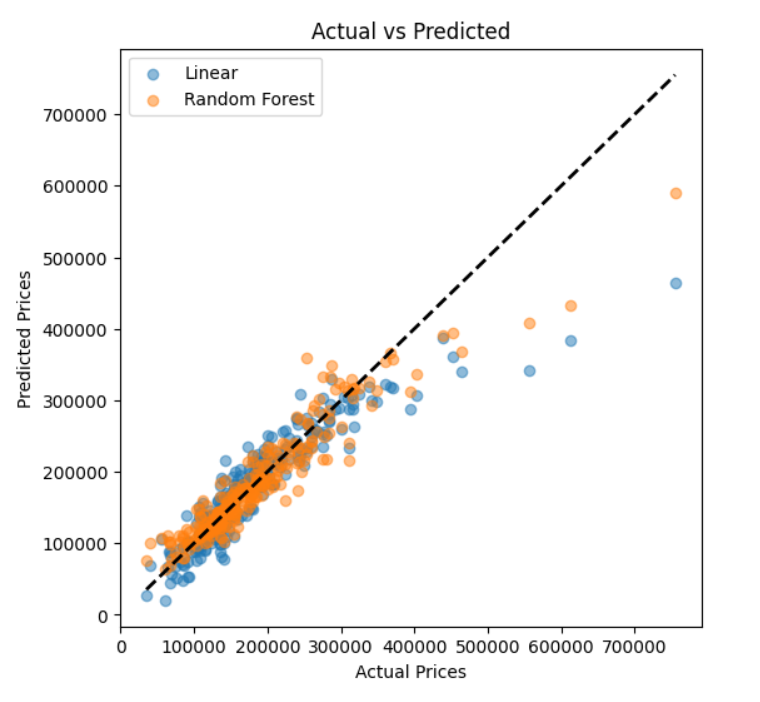 Actual vs Predicted
Linear
Random Forest
700000
600000
500000
400000
300000
200000
100000
0
Predicted Prices
0 100000 200000 300000 400000 500000 600000 700000
Actual Prices